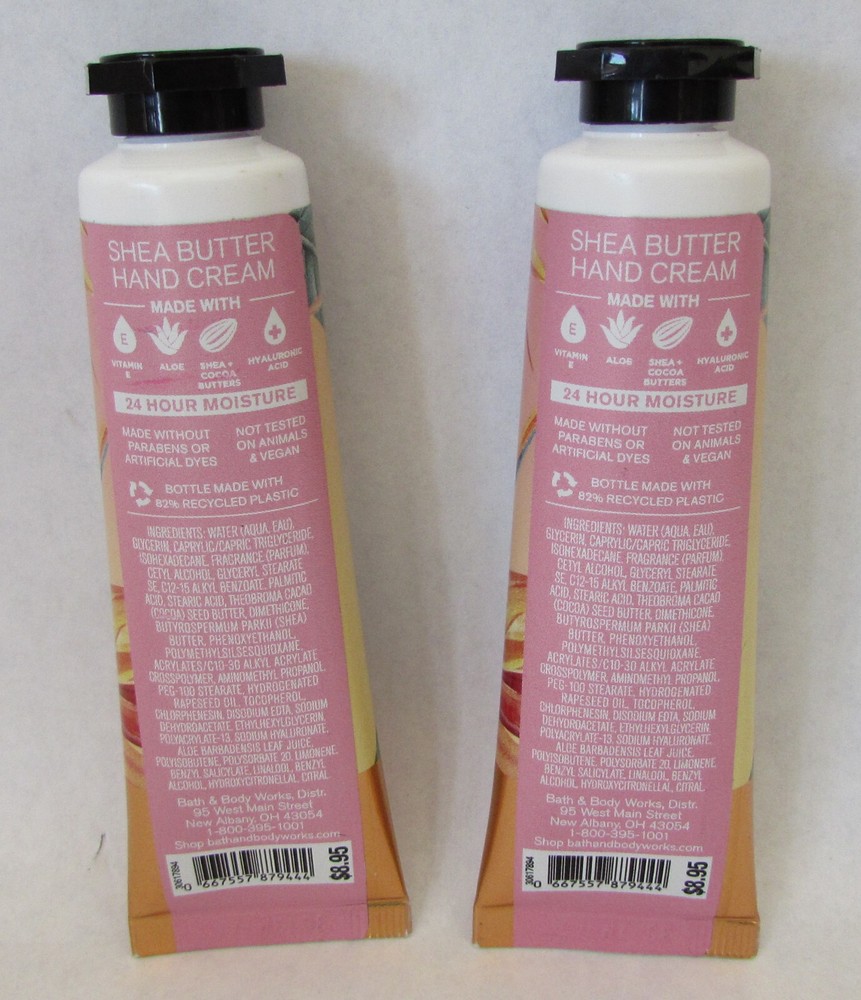 SHEA BUTTER
HAND CREAM
MADE WITH
E
VITAMIN
E
ALOE
SHEA +
COCOA
BUTTERS
HYALURONIC
ACID
24 HOUR MOISTURE
MADE WITHOUT
PARABENS OR
ARTIFICIAL DYES
NOT TESTED
ON ANIMALS
& VEGAN
BOTTLE MADE WITH
82% RECYCLED PLASTIC
INGREDIENTS: WATER (AQUA, EAU),
GLYCERIN, CAPRYLIC/CAPRIC TRIGLYCERIDE,
ISOHEXADECANE, FRAGRANCE (PARFUM),
CETYL ALCOHOL, GLYCERYL STEARATE
SE, C12-15 ALKYL BENZOATE, PALMITIC
ACID, STEARIC ACID, THEOBROMA CACAO
(COCOA) SEED BUTTER, DIMETHICONE,
BUTYROSPERMUM PARKII (SHEA)
BUTTER, PHENOXYETHANOL,
POLYMETHYLSILSESQUIOXANE,
ACRYLATES/C10-30 ALKYL ACRYLATE
CROSSPOLYMER, AMINOMETHYL PROPANOL,
PEG-100 STEARATE, HYDROGENATED
RAPESEED OIL, TOCOPHEROL,
CHLORPHENESIN, DISODIUM EDTA, SODIUM
DEHYDROACETATE, ETHYLHEXYLGLYCERIN,
POLYACRYLATE-13, SODIUM HYALURONATE,
ALOE BARBADENSIS LEAF JUICE,
POLYISOBUTENE, POLYSORBATE 20, LIMONENE,
BENZYL SALICYLATE, LINALOOL, BENZYL
ALCOHOL, HYDROXYCITRONELLAL, CITRAL
Bath & Body Works, Distr.
95 West Main Street
New Albany, OH 43054
1-800-395-1001
Shop bathandbodyworks.com
30617894
0 667557 879444
$8.95
SHEA BUTTER
HAND CREAM
MADE WITH
E
VITAMIN
E
ALOE
SHEA +
COCOA
BUTTERS
HYALURONIC
ACID
24 HOUR MOISTURE
MADE WITHOUT
PARABENS OR
ARTIFICIAL DYES
NOT TESTED
ON ANIMALS
& VEGAN
BOTTLE MADE WITH
82% RECYCLED PLASTIC
INGREDIENTS: WATER (AQUA, EAU),
GLYCERIN, CAPRYLIC/CAPRIC TRIGLYCERIDE,
ISOHEXADECANE, FRAGRANCE (PARFUM),
CETYL ALCOHOL, GLYCERYL STEARATE
SE, C12-15 ALKYL BENZOATE, PALMITIC
ACID, STEARIC ACID, THEOBROMA CACAO
(COCOA) SEED BUTTER, DIMETHICONE,
BUTYROSPERMUM PARKII (SHEA)
BUTTER, PHENOXYETHANOL,
POLYMETHYLSILSESQUIOXANE,
ACRYLATES/C10-30 ALKYL ACRYLATE
CROSSPOLYMER, AMINOMETHYL PROPANOL,
PEG-100 STEARATE, HYDROGENATED
RAPESEED OIL, TOCOPHEROL,
CHLORPHENESIN, DISODIUM EDTA, SODIUM
DEHYDROACETATE, ETHYLHEXYLGLYCERIN,
POLYACRYLATE-13, SODIUM HYALURONATE,
ALOE BARBADENSIS LEAF JUICE,
POLYISOBUTENE, POLYSORBATE 20, LIMONENE,
BENZYL SALICYLATE, LINALOOL, BENZYL
ALCOHOL, HYDROXYCITRONELLAL, CITRAL
Bath & Body Works, Distr.
95 West Main Street
New Albany, OH 43054
1-800-395-1001
Shop bathandbodyworks.com
30617894
0 667557 879444
$8.95